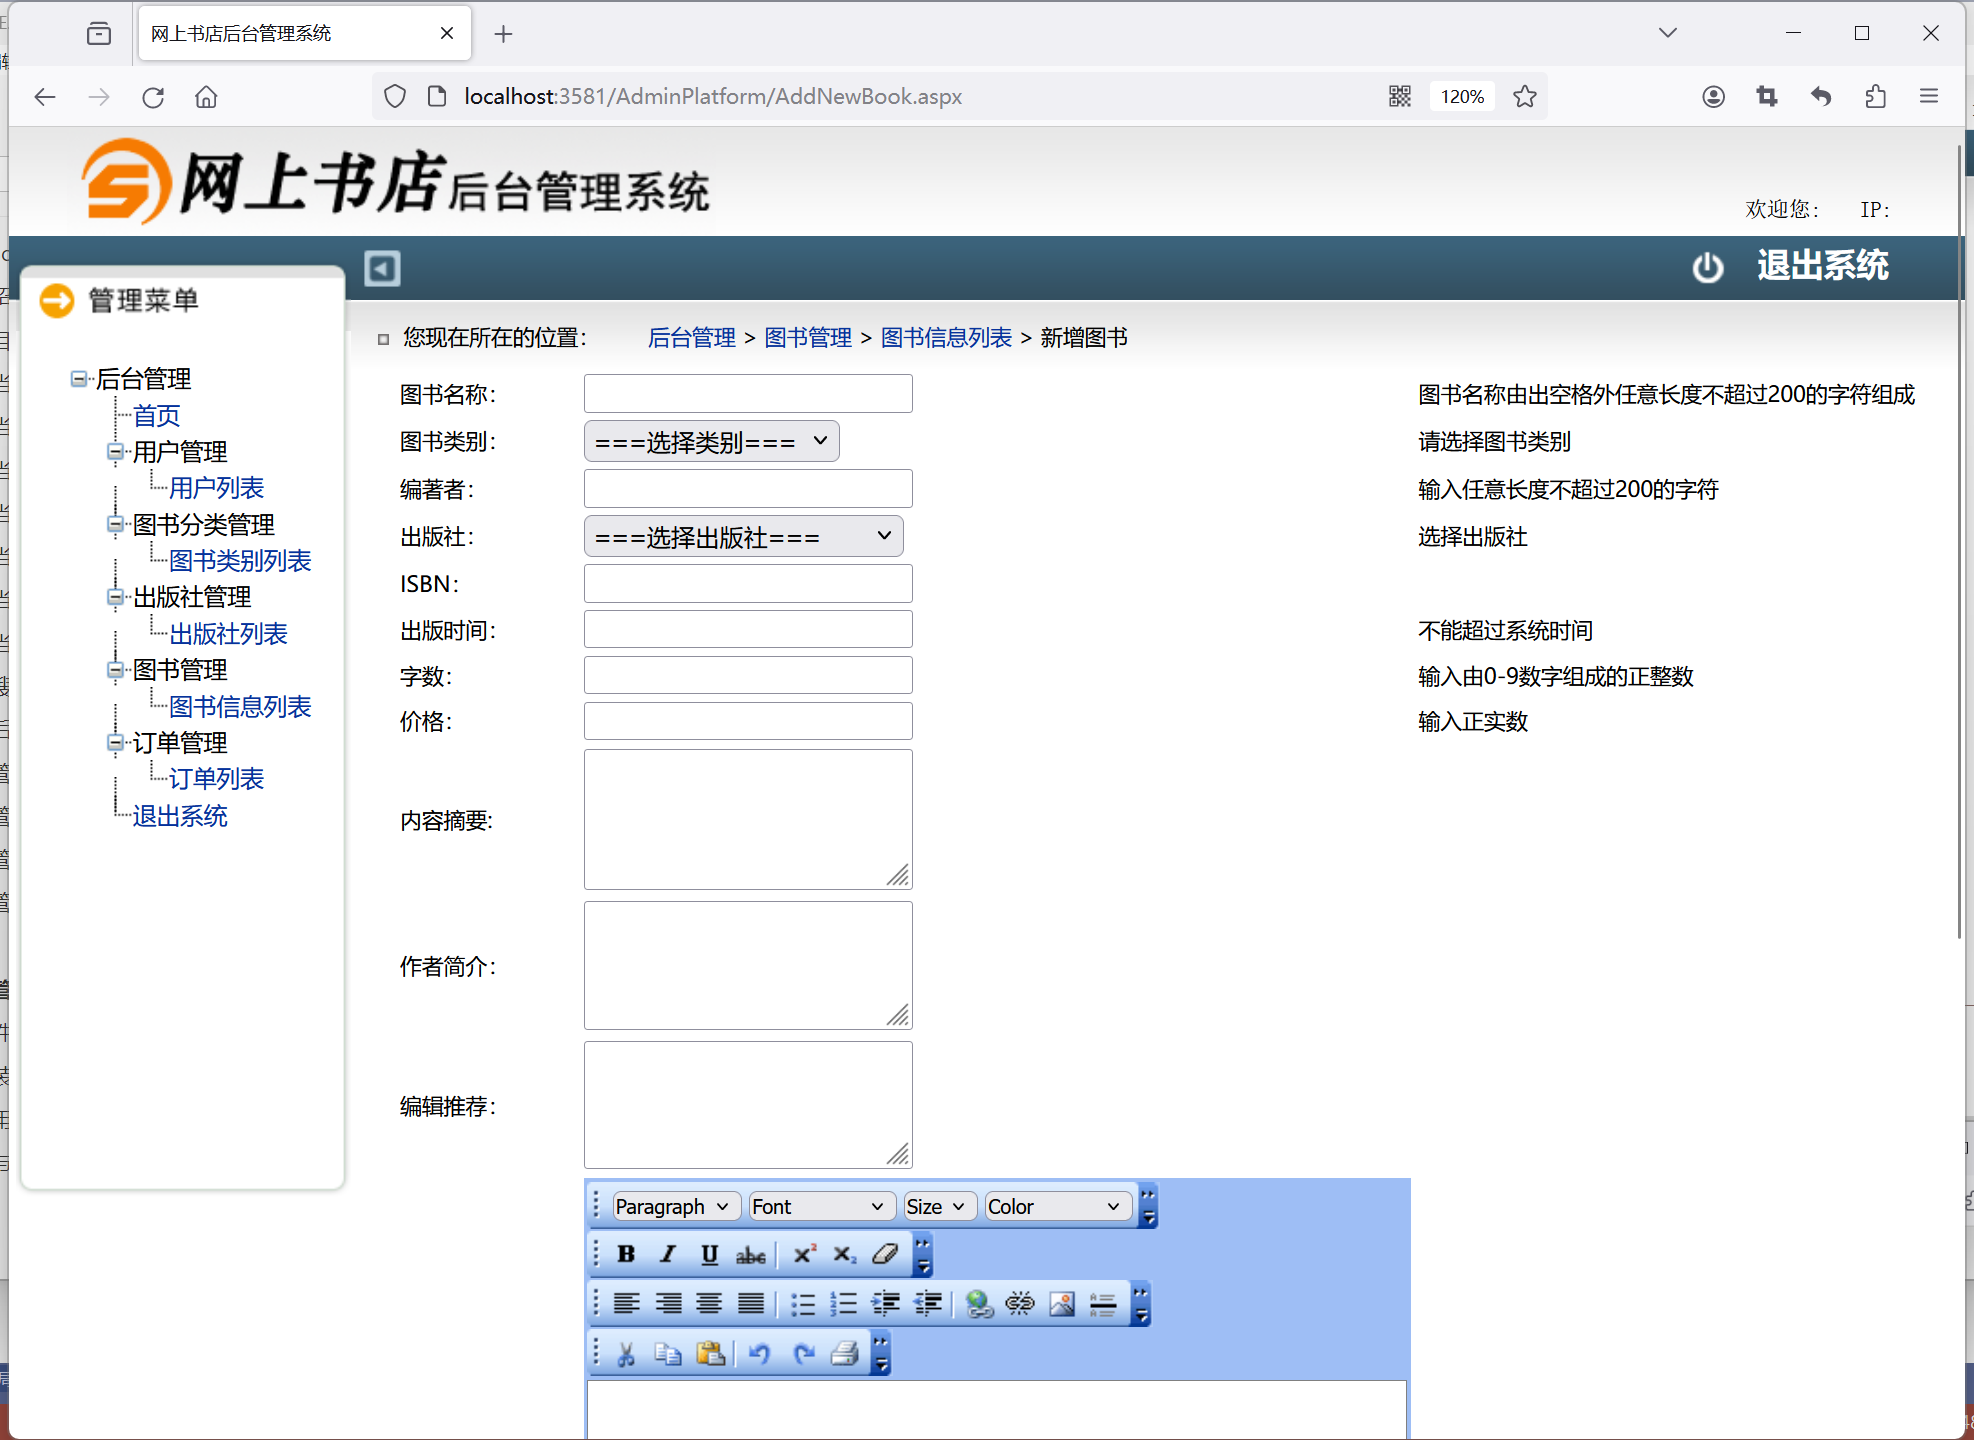 网上书店后台管理系统
localhost:3581/AdminPlatform/AddNewBook.aspx
120%
网上书店后台管理系统
欢迎您： IP：
退出系统
管理菜单
后台管理
首页
用户管理
用户列表
图书分类管理
图书类别列表
出版社管理
出版社列表
图书管理
图书信息列表
订单管理
订单列表
退出系统
您现在所在的位置： 后台管理 > 图书管理 > 图书信息列表 > 新增图书
图书名称： 图书名称由出空格外任意长度不超过200的字符组成
图书类别： ===选择类别=== 请选择图书类别
编著者： 输入任意长度不超过200的字符
出版社： ===选择出版社=== 选择出版社
ISBN：
出版时间： 不能超过系统时间
字数： 输入由0-9数字组成的正整数
价格： 输入正实数
内容摘要:
作者简介：
编辑推荐：
Paragraph Font Size Color
B I U abc x² x₂